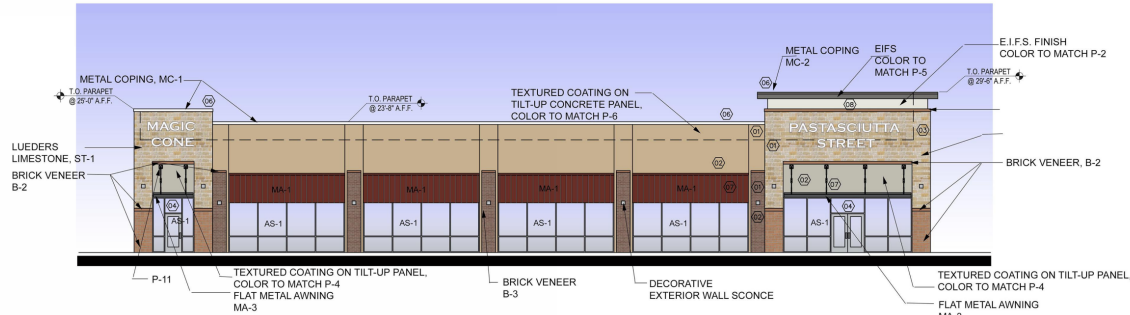 METAL COPING
MC-2
EIFS
COLOR TO
MATCH P-5
E.I.F.S. FINISH
COLOR TO MATCH P-2
METAL COPING, MC-1
T.O. PARAPET
@ 25'-0" A.F.F.
T.O. PARAPET
@ 23'-8" A.F.F.
TEXTURED COATING ON
TILT-UP CONCRETE PANEL,
COLOR TO MATCH P-6
T.O. PARAPET
@ 29'-6" A.F.F.
06
06
06
08
MAGIC
CONE
PASTASCIUTTA
STREET
01
01
03
LUEDERS
LIMESTONE, ST-1
BRICK VENEER
B-2
BRICK VENEER, B-2
02
MA-1
MA-1
MA-1
MA-1
07
01
02
07
04
04
02
AS-1
AS-1
AS-1
AS-1
AS-1
AS-1
P-11
TEXTURED COATING ON TILT-UP PANEL,
COLOR TO MATCH P-4
FLAT METAL AWNING
MA-3
BRICK VENEER
B-3
DECORATIVE
EXTERIOR WALL SCONCE
TEXTURED COATING ON TILT-UP PANEL
COLOR TO MATCH P-4
FLAT METAL AWNING